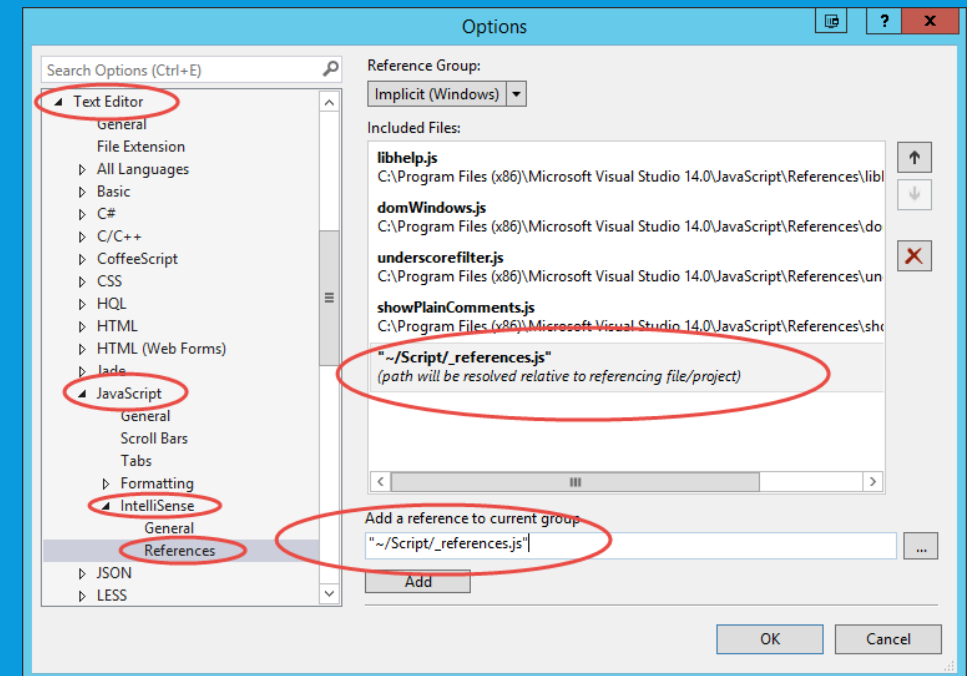 Options
?
x
Search Options (Ctrl+E)
Text Editor
General
File Extension
All Languages
Basic
C#
C/C++
CoffeeScript
CSS
HQL
HTML
HTML (Web Forms)
Jade
JavaScript
General
Scroll Bars
Tabs
Formatting
IntelliSense
General
References
JSON
LESS
Reference Group:
Implicit (Windows)
Included Files:
libhelp.js
C:\Program Files (x86)\Microsoft Visual Studio 14.0\JavaScript\References\libl
domWindows.js
C:\Program Files (x86)\Microsoft Visual Studio 14.0\JavaScript\References\do
underscorefilter.js
C:\Program Files (x86)\Microsoft Visual Studio 14.0\JavaScript\References\un
showPlainComments.js
C:\Program Files (x86)\Microsoft Visual Studio 14.0\JavaScript\References\sho
"~/Script/_references.js"
(path will be resolved relative to referencing file/project)
Add a reference to current group
"~/Script/_references.js"
...
Add
OK
Cancel